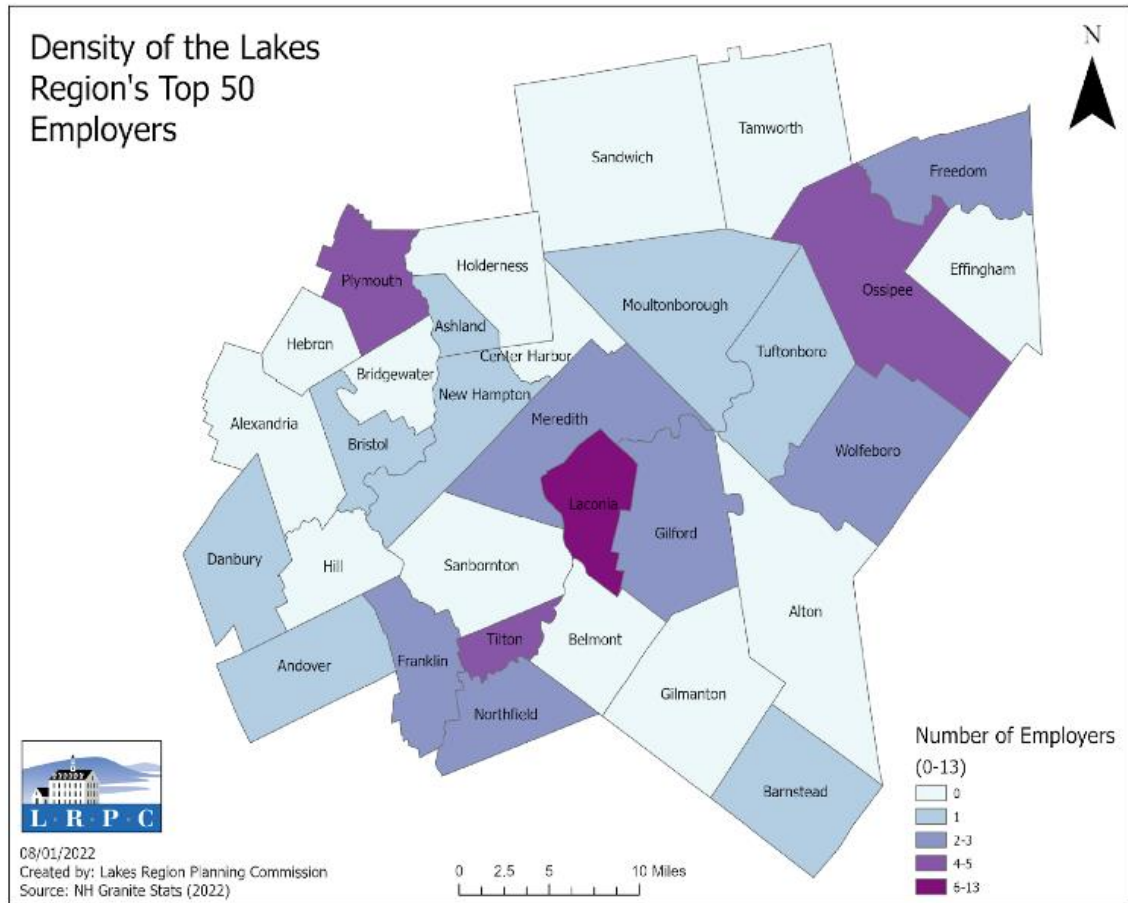 Density of the Lakes
Region's Top 50
Employers
N
Tamworth
Sandwich
Freedom
Holderness
Effingham
Plymouth
Ossipee
Moultonborough
Ashland
Hebron
Center Harbor
Tuftonboro
Bridgewater
New Hampton
Alexandria
Meredith
Bristol
Wolfeboro
Laconia
Gilford
Danbury
Hill
Sanbornton
Alton
Tilton
Belmont
Andover
Franklin
Gilmanton
Northfield
Barnstead
Number of Employers
(0-13)
0
1
2-3
4-5
6-13
L·R·P·C
08/01/2022
Created by: Lakes Region Planning Commission
Source: NH Granite Stats (2022)
0 2.5 5 10 Miles